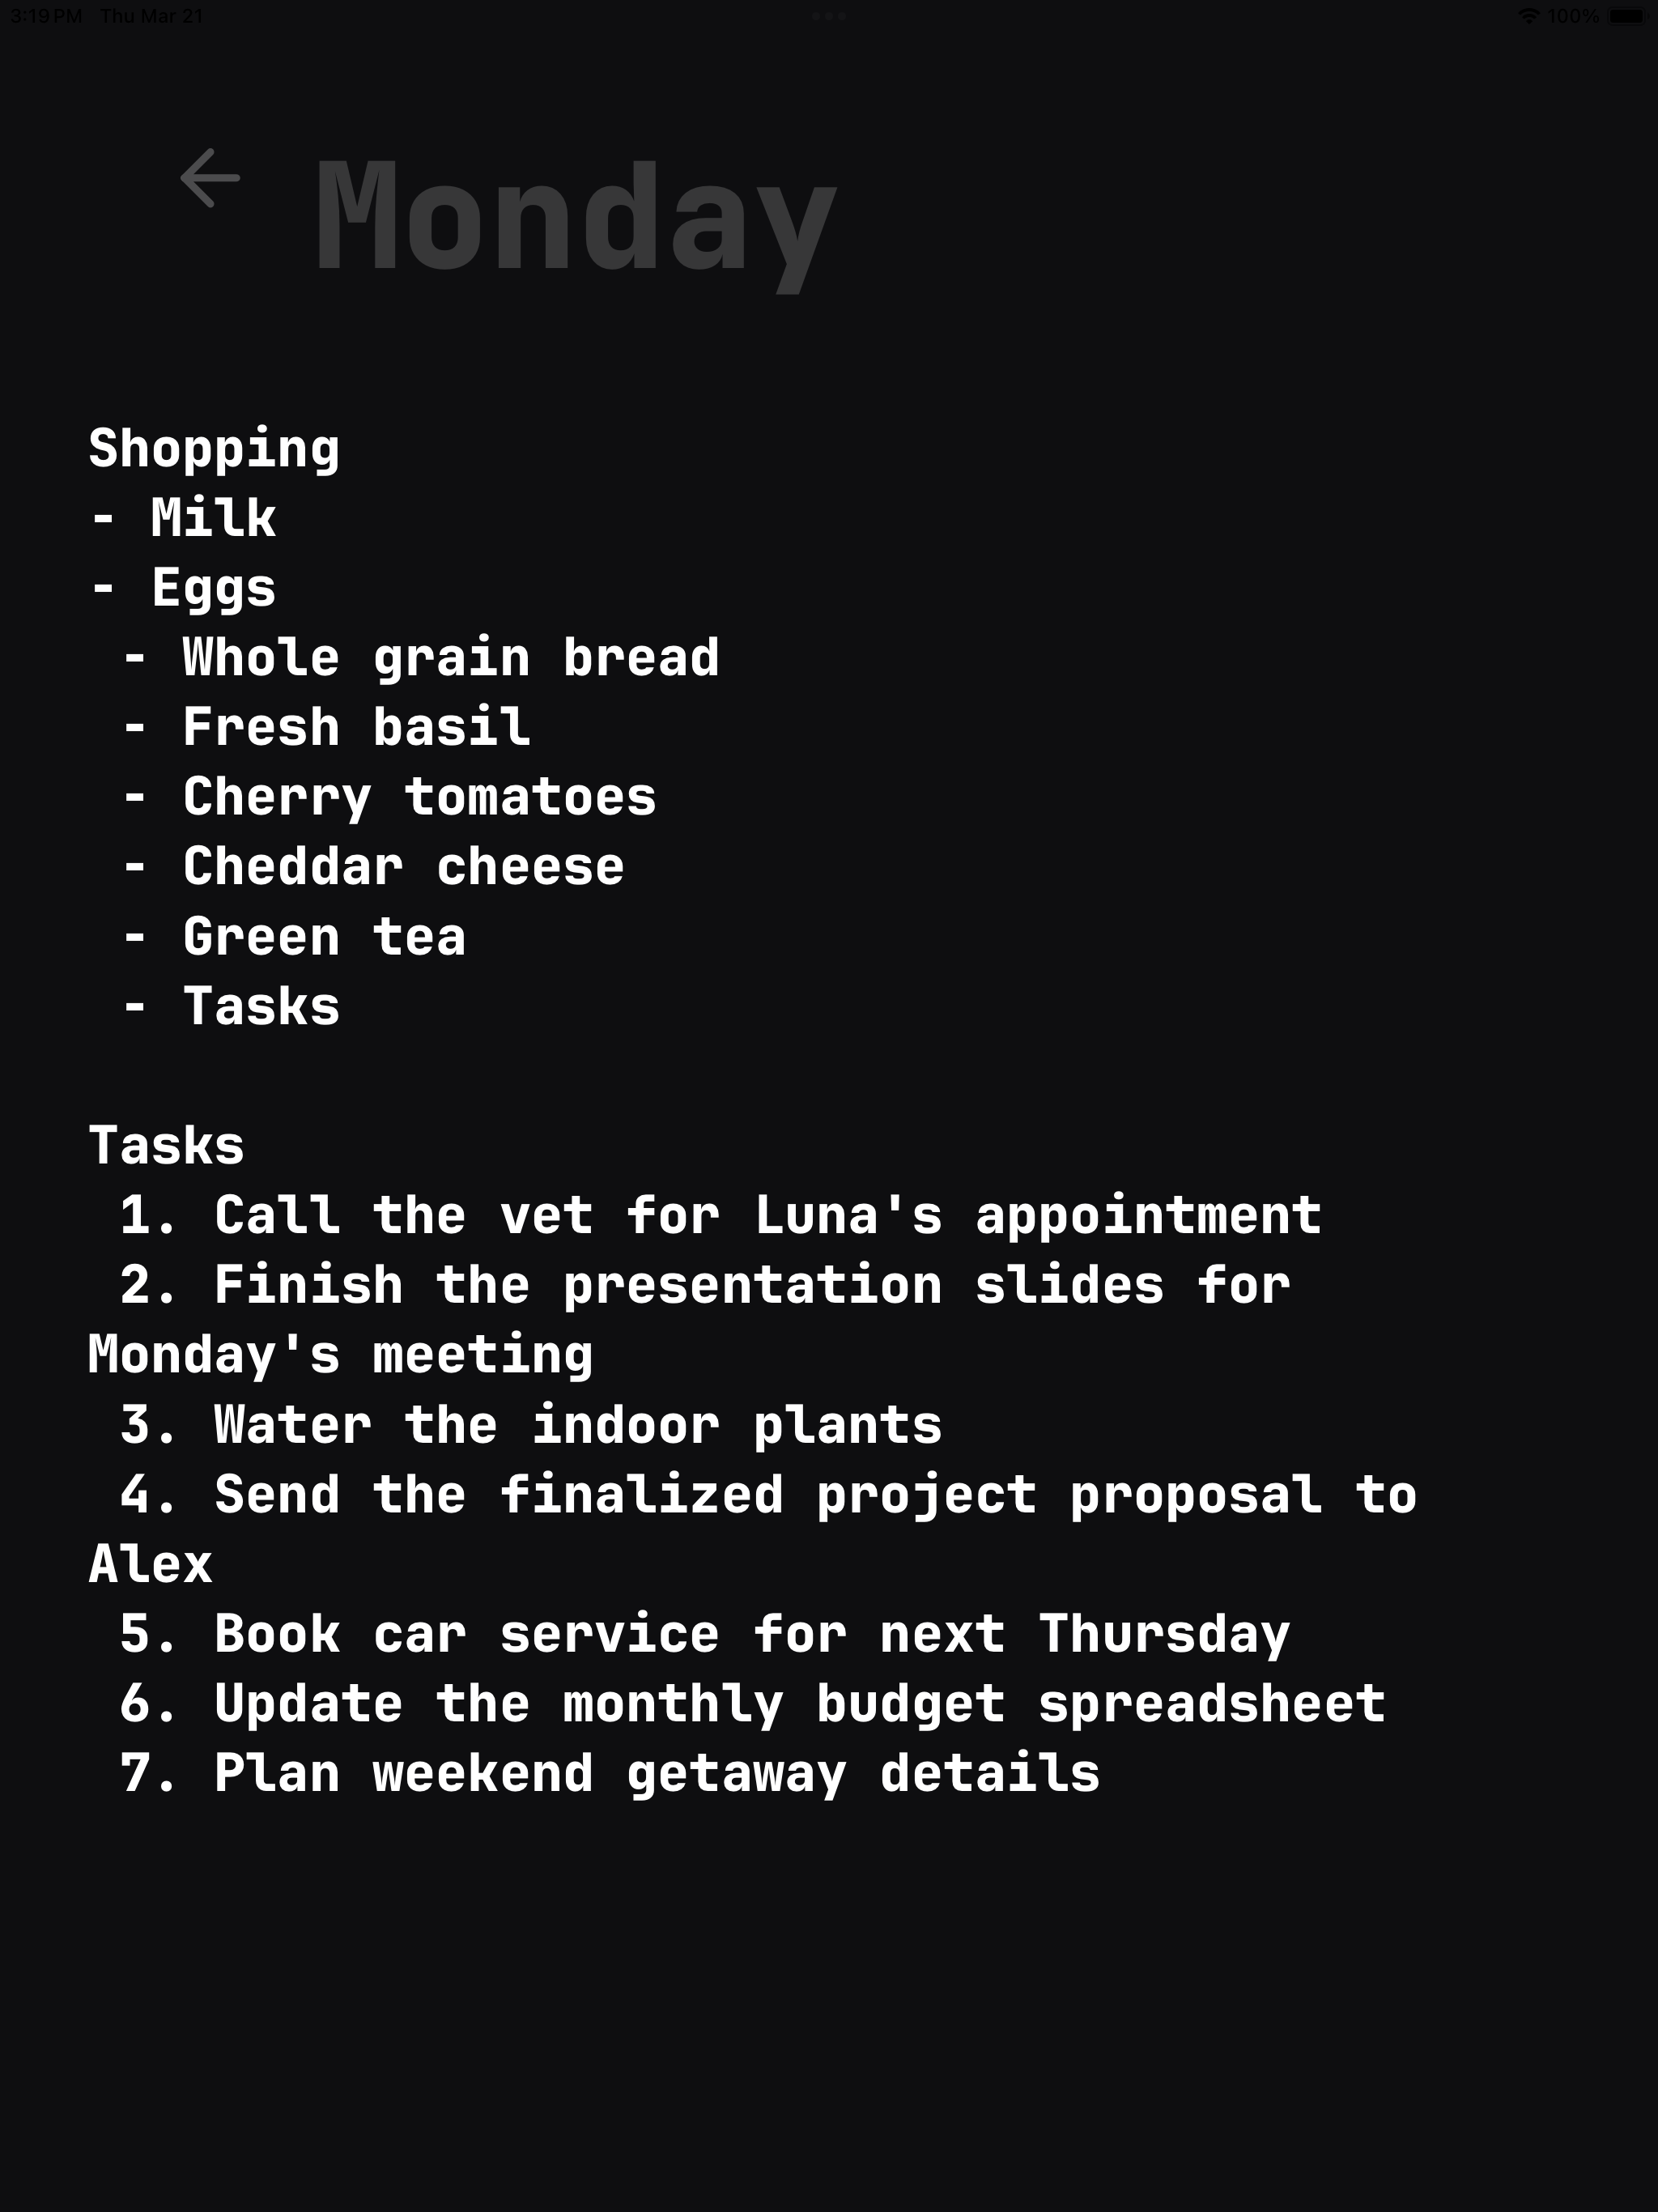 3:19 PM Thu Mar 21 100%
Monday
Shopping
- Milk
- Eggs
- Whole grain bread
- Fresh basil
- Cherry tomatoes
- Cheddar cheese
- Green tea
- Tasks
Tasks
1. Call the vet for Luna's appointment
2. Finish the presentation slides for
Monday's meeting
3. Water the indoor plants
4. Send the finalized project proposal to
Alex
5. Book car service for next Thursday
6. Update the monthly budget spreadsheet
7. Plan weekend getaway details